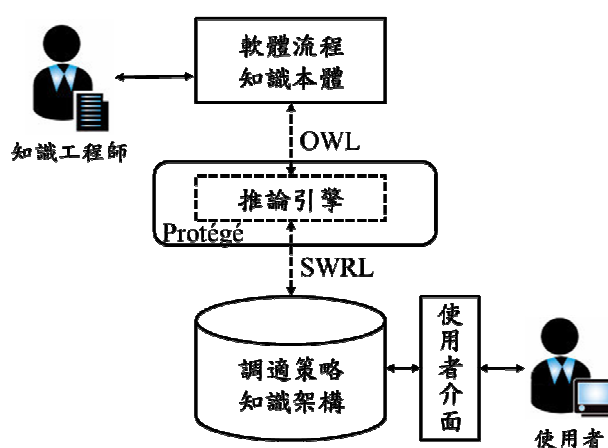 軟體流程
知識本體
知識工程師
OWL
推論引擎
Protégé
SWRL
調適策略
知識架構
使用者介面
使用者